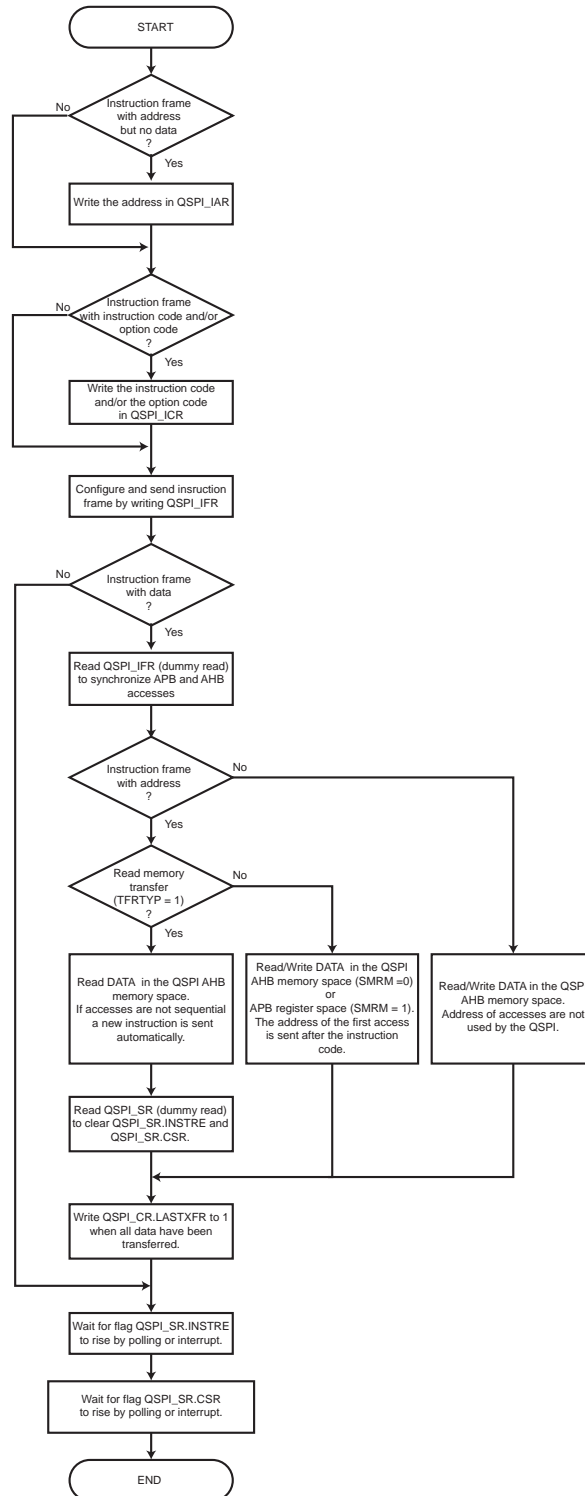 START
Instruction frame
with address
but no data
?
No
Yes
Write the address in QSPI_IAR
Instruction frame
with instruction code and/or
option code
?
No
Yes
Write the instruction code
and/or the option code
in QSPI_ICR
Configure and send insruction
frame by writing QSPI_IFR
Instruction frame
with data
?
No
Yes
Read QSPI_IFR (dummy read)
to synchronize APB and AHB
accesses
Instruction frame
with address
?
No
Yes
Read memory
transfer
(TFRTYP = 1)
?
No
Yes
Read DATA in the QSPI AHB
memory space.
If accesses are not sequential
a new instruction is sent
automatically.
Read/Write DATA in the QSPI
AHB memory space (SMRM =0)
or
APB register space (SMRM = 1).
The address of the first access
is sent after the instruction
code.
Read/Write DATA in the QSPI
AHB memory space.
Address of accesses are not
used by the QSPI.
Read QSPI_SR (dummy read)
to clear QSPI_SR.INSTRE and
QSPI_SR.CSR.
Write QSPI_CR.LASTXFR to 1
when all data have been
transferred.
Wait for flag QSPI_SR.INSTRE
to rise by polling or interrupt.
Wait for flag QSPI_SR.CSR
to rise by polling or interrupt.
END